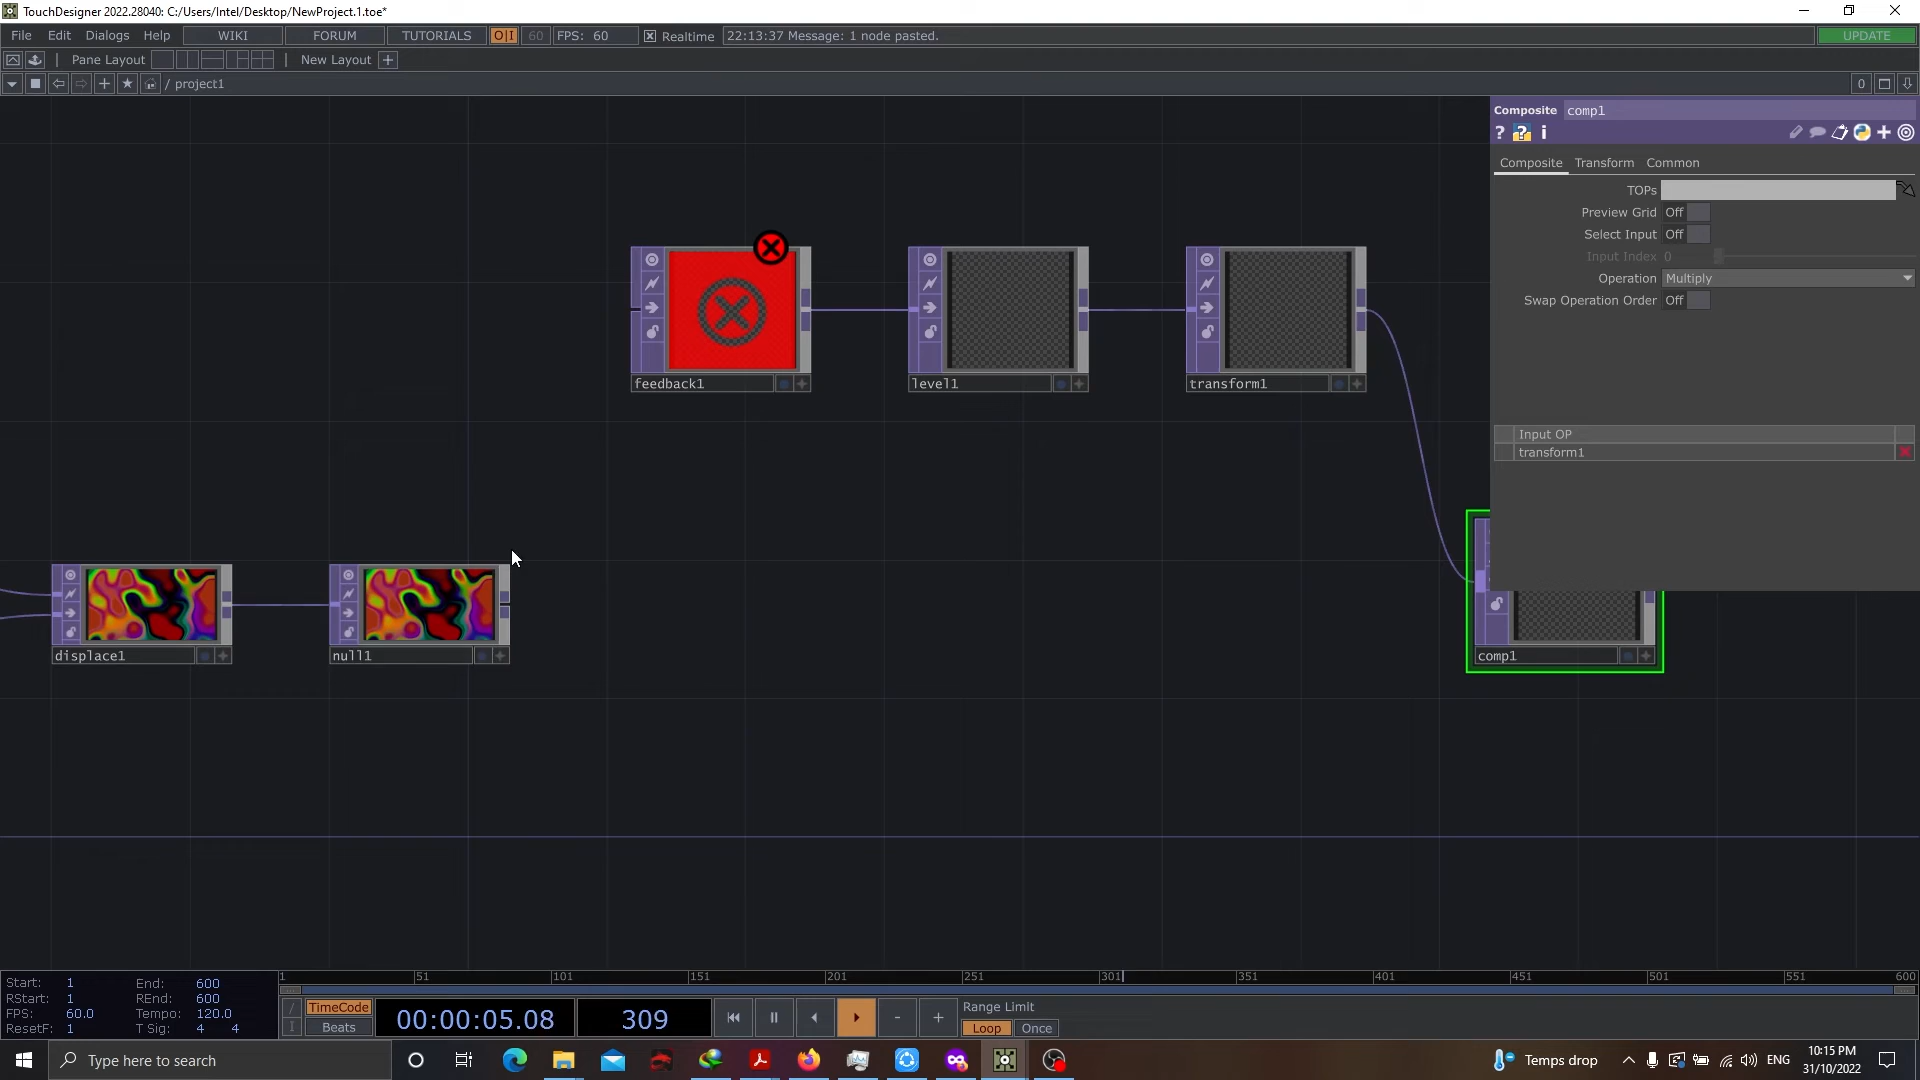 TouchDesigner 2022.28040: C:/Users/Intel/Desktop/NewProject.1.toe*
File Edit Dialogs Help WIKI FORUM TUTORIALS O|I 60 FPS: 60 Realtime 22:13:37 Message: 1 node pasted. UPDATE
Pane Layout New Layout +
/ project1 0
Composite comp1
? ? i
Composite Transform Common
TOPs
Preview Grid Off
Select Input Off
Input Index 0
Operation Multiply
Swap Operation Order Off
Input OP
transform1
feedback1 level1 transform1
displace1 null1 comp1
1 51 101 151 201 251 301 351 401 451 501 551 600
Start: 1 End: 600
RStart: 1 REnd: 600
FPS: 60.0 Tempo: 120.0
ResetF: 1 T Sig: 4 4
TimeCode
Beats
00:00:05.08 309
Range Limit
Loop Once
Type here to search
Temps drop ENG
10:15 PM
31/10/2022